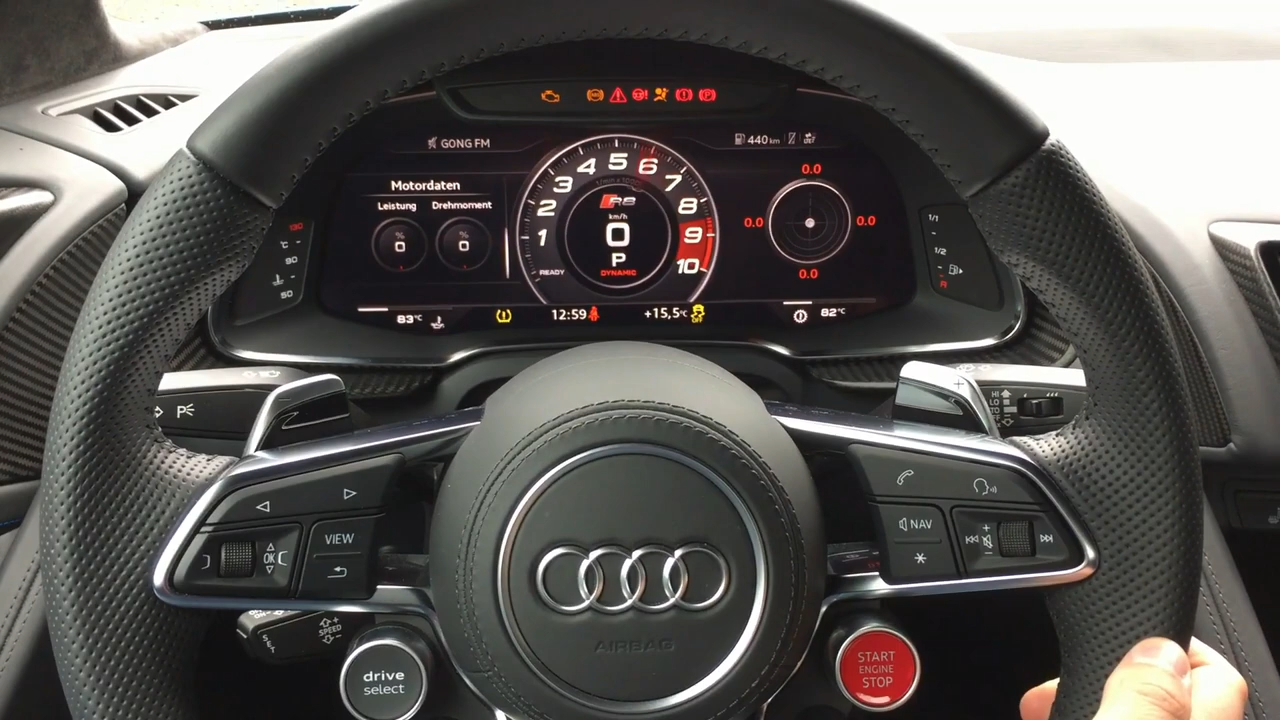 GONG FM
440 km
Motordaten
Leistung
Drehmoment
%
0
%
0
1
2
3
4
5
6
7
8
9
10
R8
km/h
0
P
READY
DYNAMIC
0.0
0.0
0.0
0.0
130
°C
90
50
1/1
1/2
R
83°C
12:59
+15,5°C
OFF
82°C
P
HI
LO
+
VIEW
OK
NAV
+
SPEED
AIRBAG
drive
select
START
ENGINE
STOP